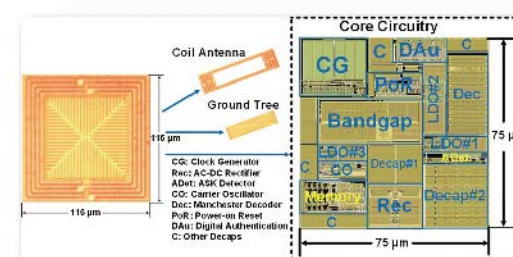 Core Circuitry
Coil Antenna
Ground Tree
116 µm
116 µm
CG: Clock Generator
Rec: AC-DC Rectifier
ADet: ASK Detector
CO: Carrier Oscillator
Dec: Manchester Decoder
PoR: Power-on Reset
DAu: Digital Authentication
C: Other Decaps
CG
C
DAu
C
PoR
LDO#2
Dec
Bandgap
LDO#1
LDO#3
CO
C
Decap#1
Memory
Rec
Decap#2
C
75 µm
75 µm